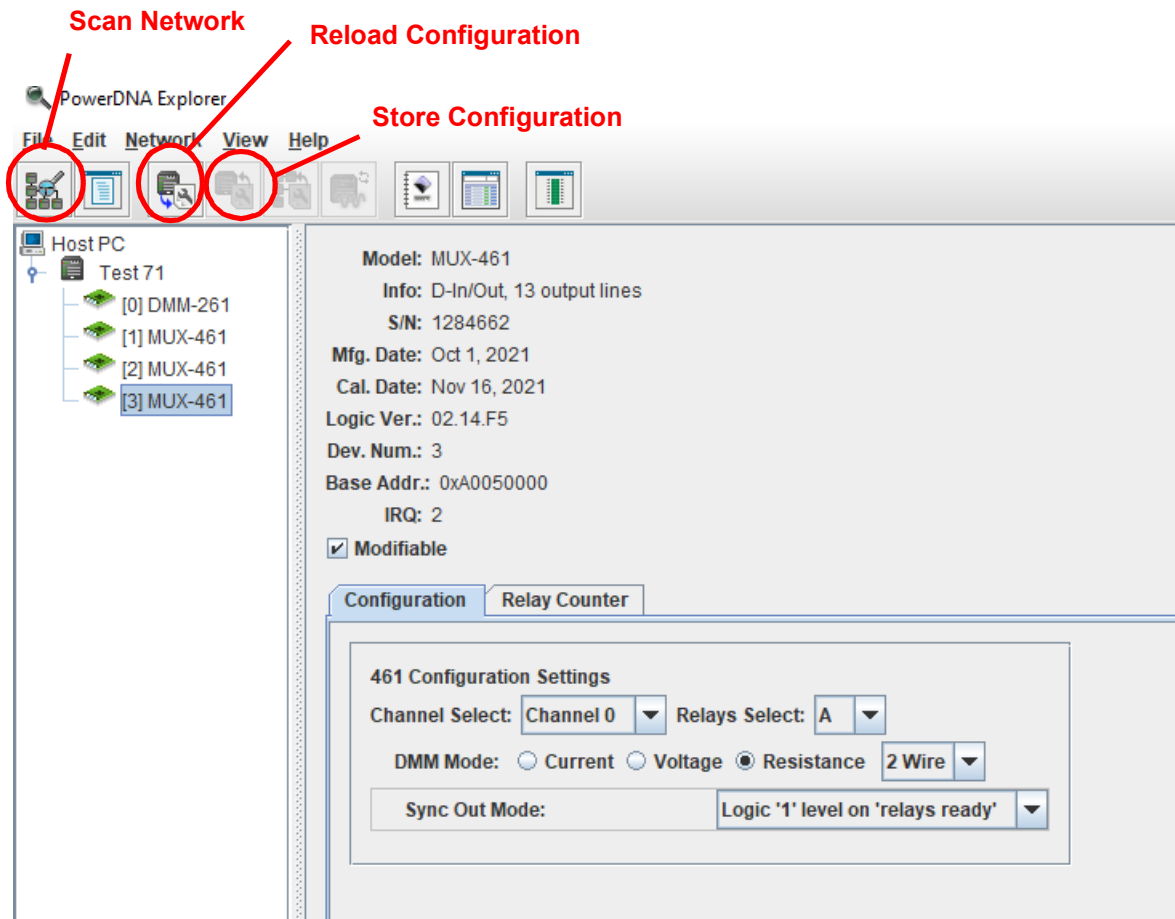 Scan Network
Reload Configuration
PowerDNA Explorer
Store Configuration
File Edit Network View Help
Host PC
Test 71
[0] DMM-261
[1] MUX-461
[2] MUX-461
[3] MUX-461
Model: MUX-461
Info: D-In/Out, 13 output lines
S/N: 1284662
Mfg. Date: Oct 1, 2021
Cal. Date: Nov 16, 2021
Logic Ver.: 02.14.F5
Dev. Num.: 3
Base Addr.: 0xA0050000
IRQ: 2
Modifiable
Configuration Relay Counter
461 Configuration Settings
Channel Select: Channel 0 Relays Select: A
DMM Mode: Current Voltage Resistance 2 Wire
Sync Out Mode: Logic '1' level on 'relays ready'